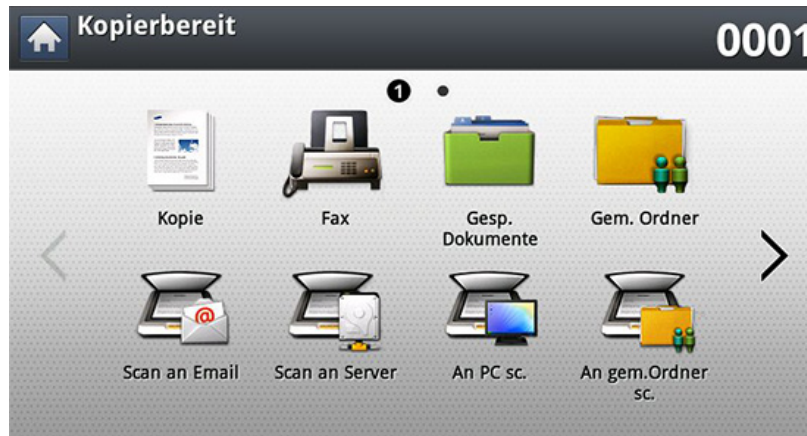 Kopierbereit
0001
1
Kopie
Fax
Gesp.
Dokumente
Gem. Ordner
@
Scan an Email
Scan an Server
An PC sc.
An gem.Ordner
sc.